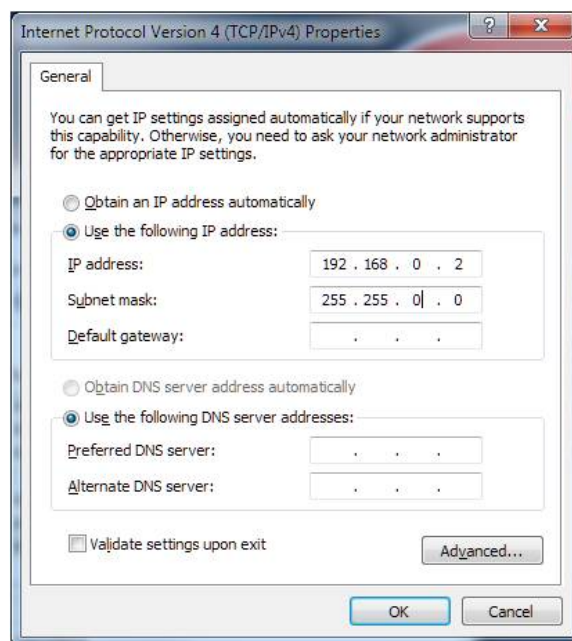 Internet Protocol Version 4 (TCP/IPv4) Properties
?
X
General
You can get IP settings assigned automatically if your network supports
this capability. Otherwise, you need to ask your network administrator
for the appropriate IP settings.
Obtain an IP address automatically
Use the following IP address:
IP address: 192 . 168 . 0 . 2
Subnet mask: 255 . 255 . 0 . 0
Default gateway: . . .
Obtain DNS server address automatically
Use the following DNS server addresses:
Preferred DNS server: . . .
Alternate DNS server: . . .
Validate settings upon exit
Advanced...
OK Cancel